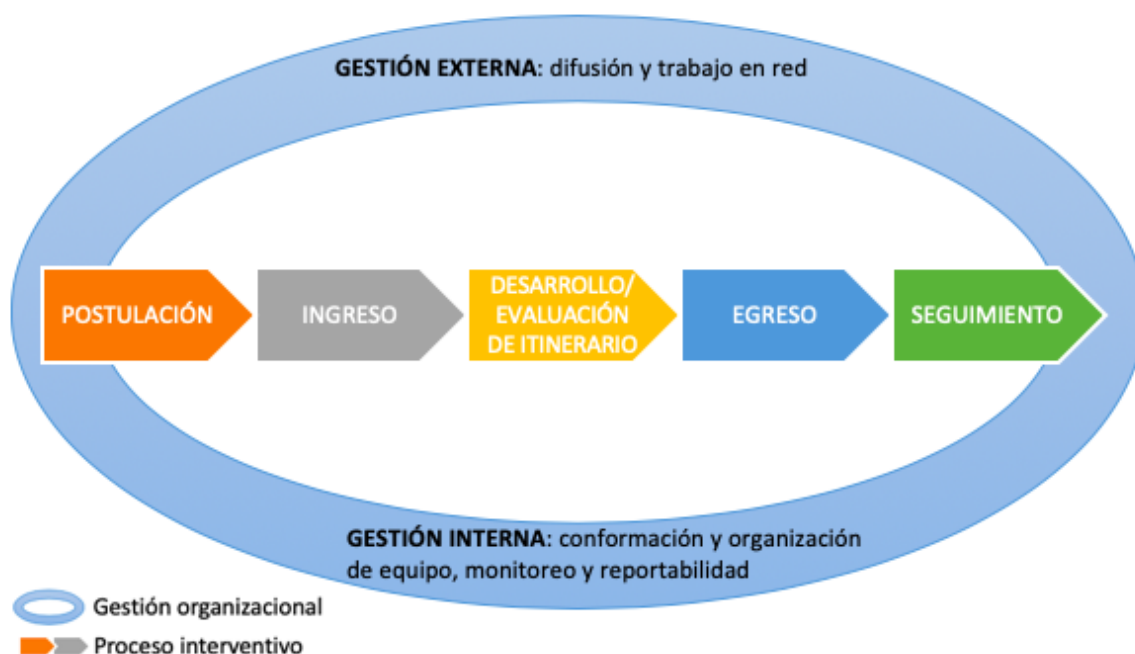 GESTIÓN EXTERNA: difusión y trabajo en red
POSTULACIÓN
INGRESO
DESARROLLO/
EVALUACIÓN
DE ITINERARIO
EGRESO
SEGUIMIENTO
GESTIÓN INTERNA: conformación y organización
de equipo, monitoreo y reportabilidad
Gestión organizacional
Proceso interventivo